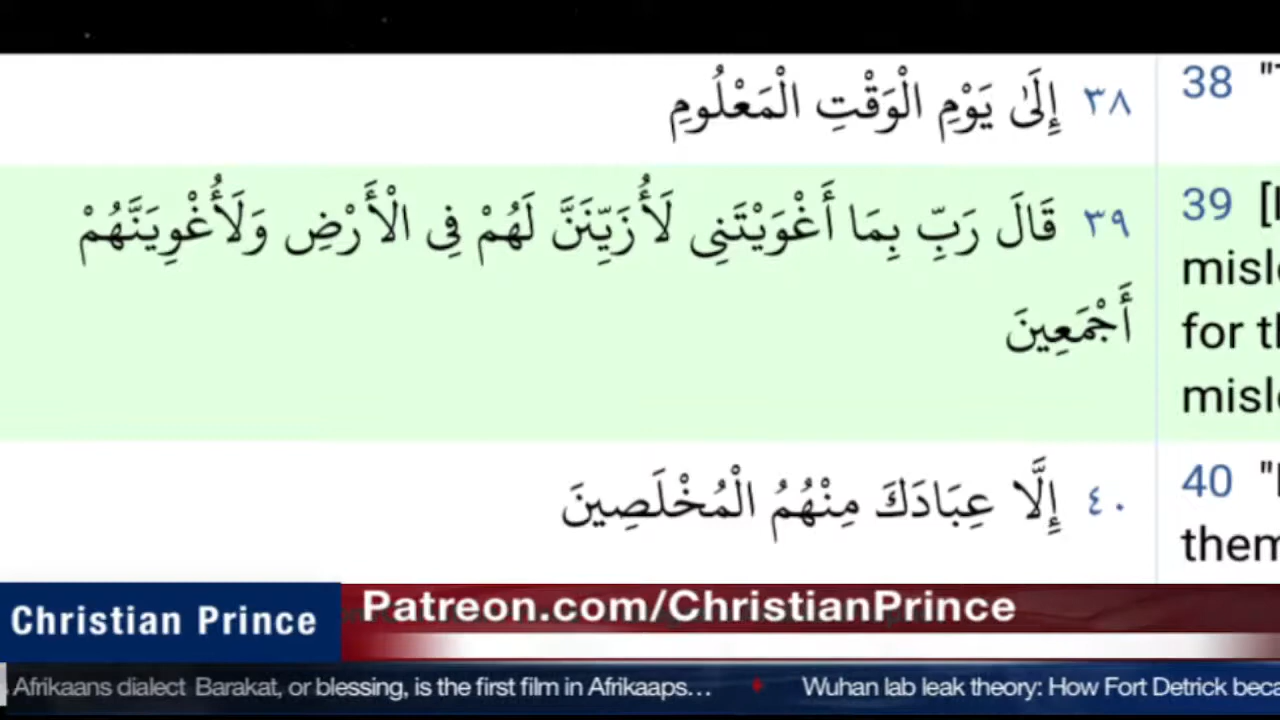 ٣٨ إِلَىٰ يَوْمِ الْوَقْتِ الْمَعْلُومِ
38 "
٣٩ قَالَ رَبِّ بِمَا أَغْوَيْتَنِي لَأُزَيِّنَنَّ لَهُمْ فِي الْأَرْضِ وَلَأُغْوِيَنَّهُمْ
أَجْمَعِينَ
39 [
misl
for t
misl
٤٠ إِلَّا عِبَادَكَ مِنْهُمُ الْمُخْلَصِينَ
40 "
them
Christian Prince
Patreon.com/ChristianPrince
Afrikaans dialect Barakat, or blessing, is the first film in Afrikaaps... Wuhan lab leak theory: How Fort Detrick beca